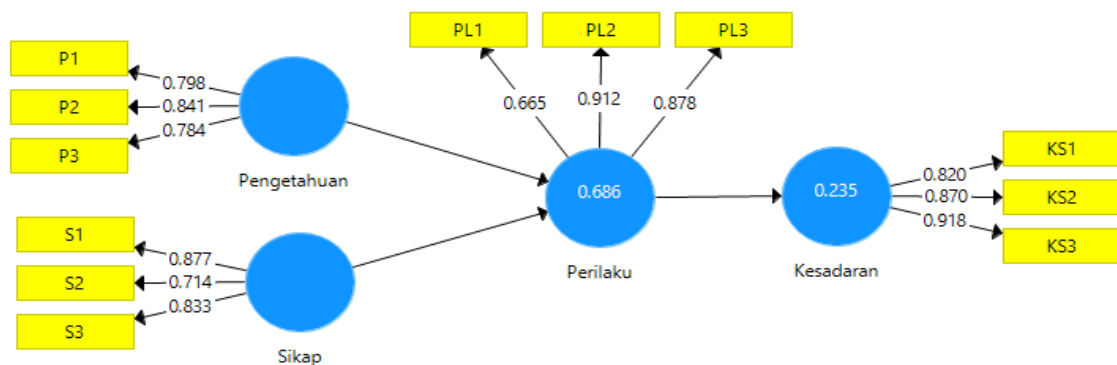 PL1 PL2 PL3
P1
P2
P3
0.798
0.841
0.784
Pengetahuan
0.665 0.912 0.878
S1
S2
S3
0.877
0.714
0.833
Sikap
0.686
Perilaku
0.235
Kesadaran
0.820
0.870
0.918
KS1
KS2
KS3